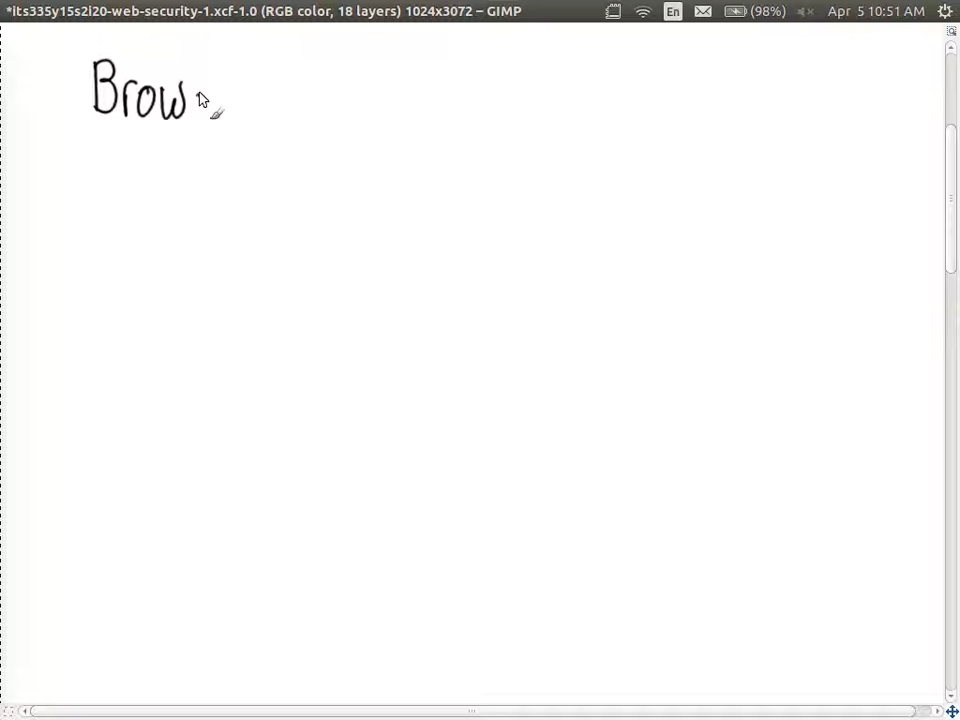 *its335y15s2i20-web-security-1.xcf-1.0 (RGB color, 18 layers) 1024x3072 – GIMP En (98%) Apr 5 10:51 AM
Brow